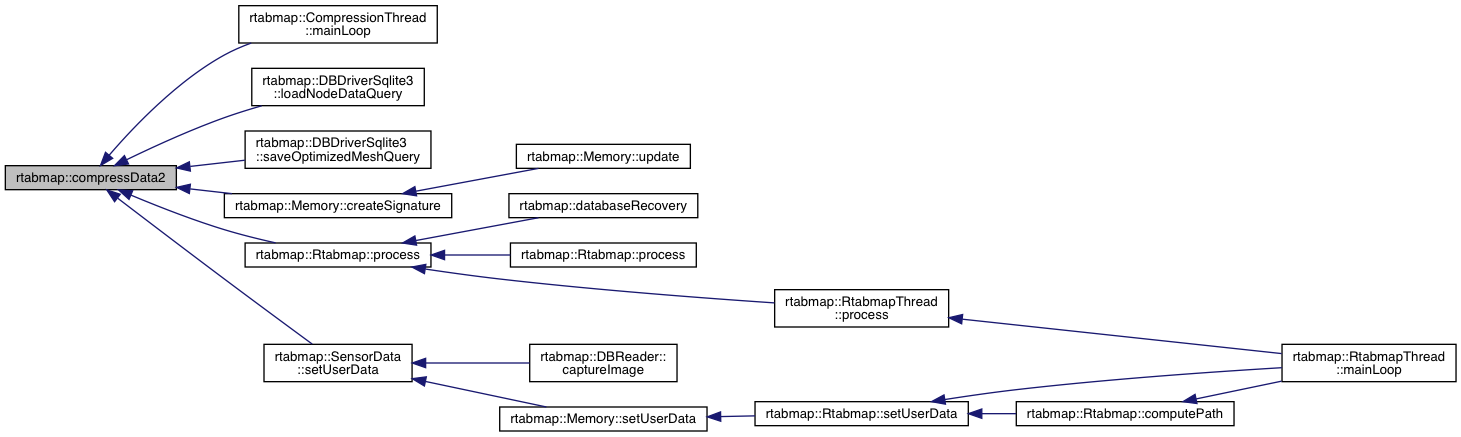 rtabmap::CompressionThread
::mainLoop
rtabmap::DBDriverSqlite3
::loadNodeDataQuery
rtabmap::DBDriverSqlite3
::saveOptimizedMeshQuery
rtabmap::Memory::update
rtabmap::compressData2
rtabmap::Memory::createSignature
rtabmap::databaseRecovery
rtabmap::Rtabmap::process
rtabmap::Rtabmap::process
rtabmap::RtabmapThread
::process
rtabmap::SensorData
::setUserData
rtabmap::DBReader::
captureImage
rtabmap::RtabmapThread
::mainLoop
rtabmap::Memory::setUserData
rtabmap::Rtabmap::setUserData
rtabmap::Rtabmap::computePath